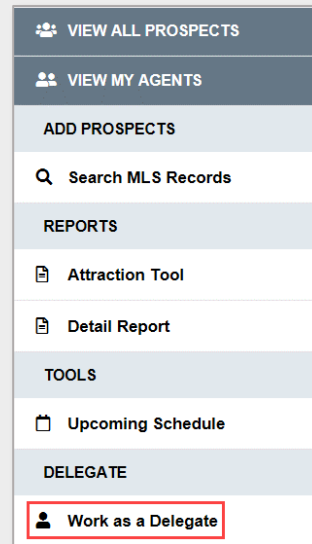 VIEW ALL PROSPECTS
VIEW MY AGENTS
ADD PROSPECTS
Search MLS Records
REPORTS
Attraction Tool
Detail Report
TOOLS
Upcoming Schedule
DELEGATE
Work as a Delegate